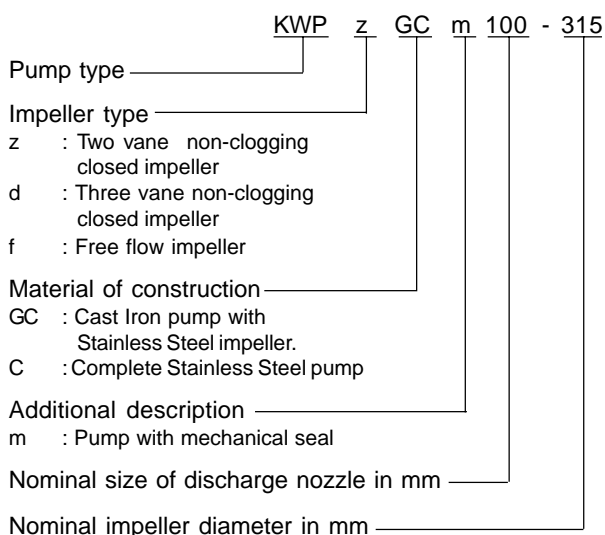 KWP z GC m 100 - 315
Pump type
Impeller type
z : Two vane non-clogging
closed impeller
d : Three vane non-clogging
closed impeller
f : Free flow impeller
Material of construction
GC : Cast Iron pump with
Stainless Steel impeller.
C : Complete Stainless Steel pump
Additional description
m : Pump with mechanical seal
Nominal size of discharge nozzle in mm
Nominal impeller diameter in mm